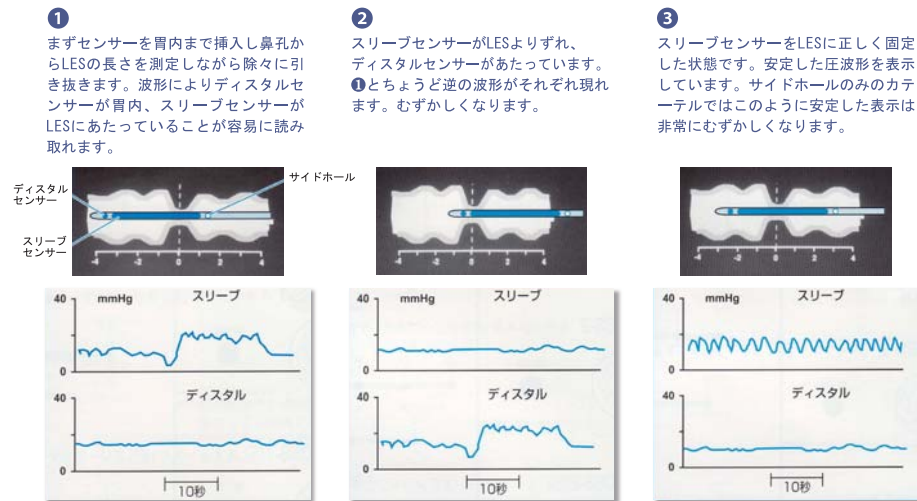 ❶
まずセンサーを胃内まで挿入し鼻孔か
らLESの長さを測定しながら除々に引
き抜きます。波形によりディスタルセ
ンサーが胃内、スリーブセンサーが
LESにあたっていることが容易に読み
取れます。
ディスタル
センサー
サイドホール
スリーブ
センサー
-4 -2 0 2 4
40 mmHg スリーブ
0
40 ディスタル
0
10秒
❷
スリーブセンサーがLESよりずれ、
ディスタルセンサーがあたっています。
❶とちょうど逆の波形がそれぞれ現れ
ます。むずかしくなります。
-4 -2 0 2 4
40 mmHg スリーブ
0
40 ディスタル
0
10秒
❸
スリーブセンサーをLESに正しく固定
した状態です。安定した圧波形を表示
しています。サイドホールのみのカテ
ーテルではこのように安定した表示は
非常にむずかしくなります。
-4 -2 0 2 4
40 mmHg スリーブ
0
40 ディスタル
0
10秒